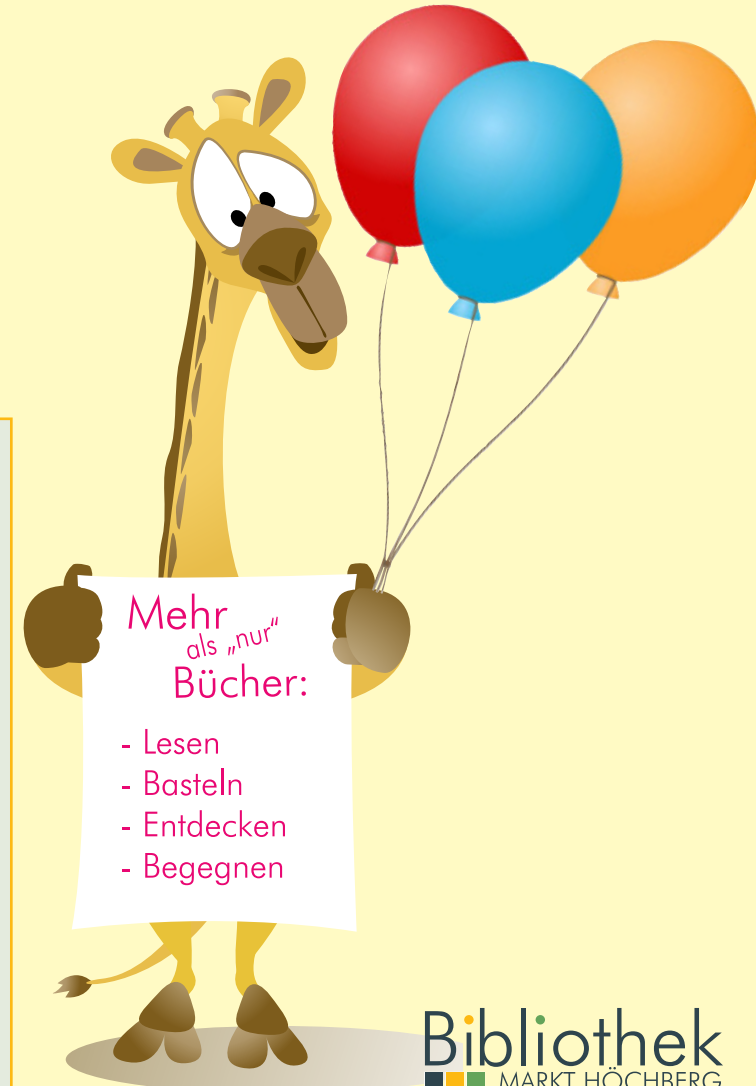 Mehr
als „nur“
Bücher:
- Lesen
- Basteln
- Entdecken
- Begegnen
Bibliothek
MARKT HÖCHBERG